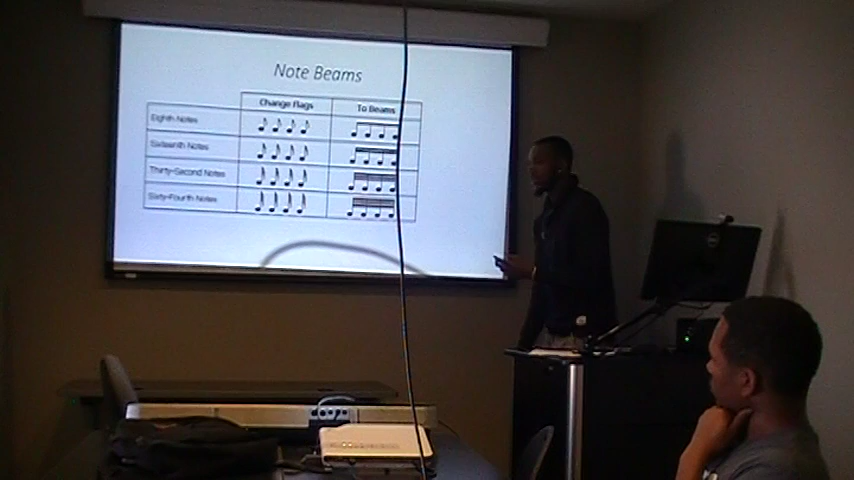 Note Beams
Change Flags To Beams
Eighth Notes
Sixteenth Notes
Thirty-Second Notes
Sixty-Fourth Notes